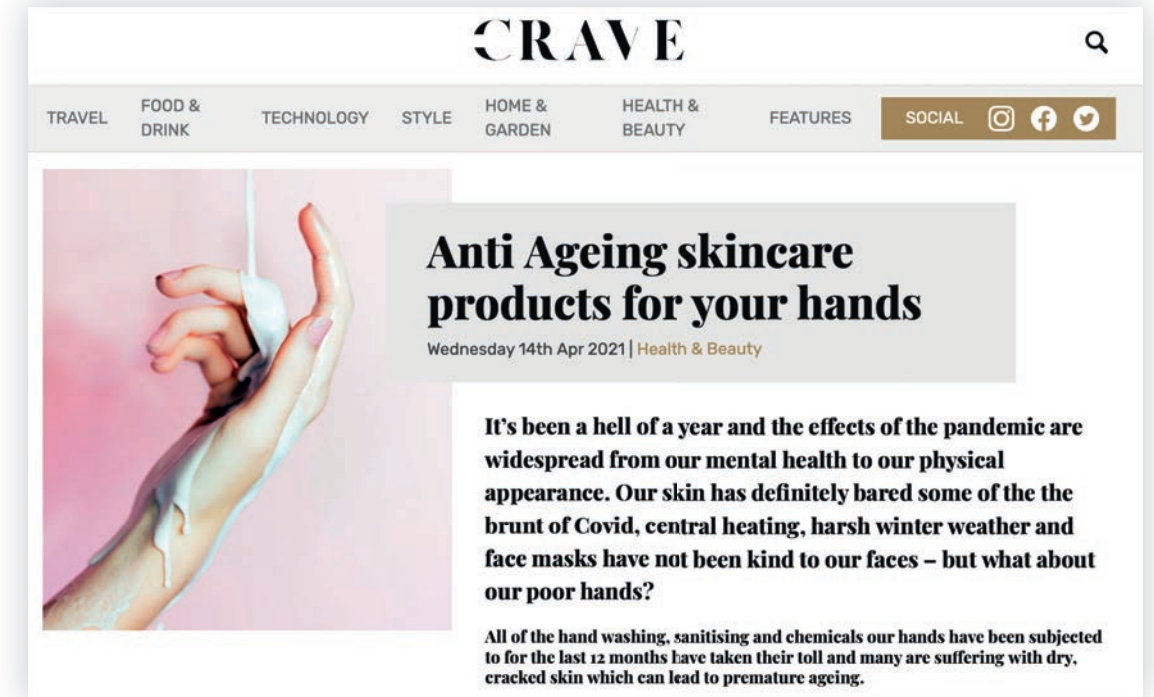 CRAVE
TRAVEL
FOOD &
DRINK
TECHNOLOGY
STYLE
HOME &
GARDEN
HEALTH &
BEAUTY
FEATURES
SOCIAL
Anti Ageing skincare
products for your hands
Wednesday 14th Apr 2021 | Health & Beauty
It’s been a hell of a year and the effects of the pandemic are
widespread from our mental health to our physical
appearance. Our skin has definitely bared some of the the
brunt of Covid, central heating, harsh winter weather and
face masks have not been kind to our faces – but what about
our poor hands?
All of the hand washing, sanitising and chemicals our hands have been subjected
to for the last 12 months have taken their toll and many are suffering with dry,
cracked skin which can lead to premature ageing.